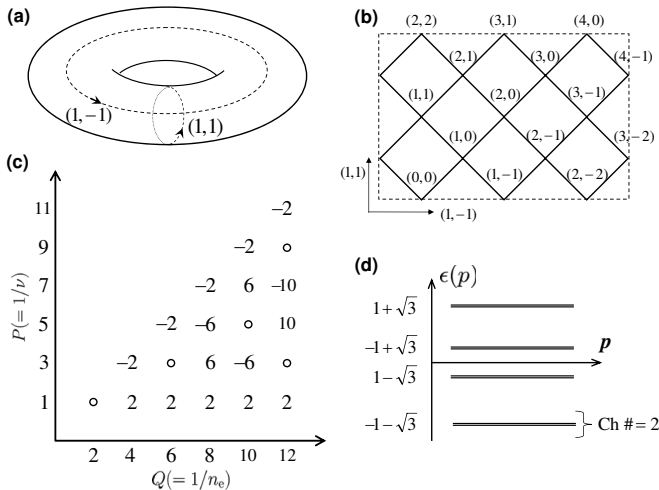 (a)
(1,−1)
(1,1)
(b)
(2,2) (3,1) (4,0)
(2,1) (3,0) (4,−1)
(1,1) (2,0) (3,−1)
(1,0) (2,−1) (3,−2)
(0,0) (1,−1) (2,−2)
(1,1)
(1,−1)
(c)
P(=1/ν)
11 −2
9 −2
7 −2 6 −10
5 −2 −6 10
3 −2 6 −6
1 2 2 2 2 2
2 4 6 8 10 12
Q(=1/nₑ)
(d)
ϵ(p)
1+√3
−1+√3
p
1−√3
−1−√3
Ch #=2